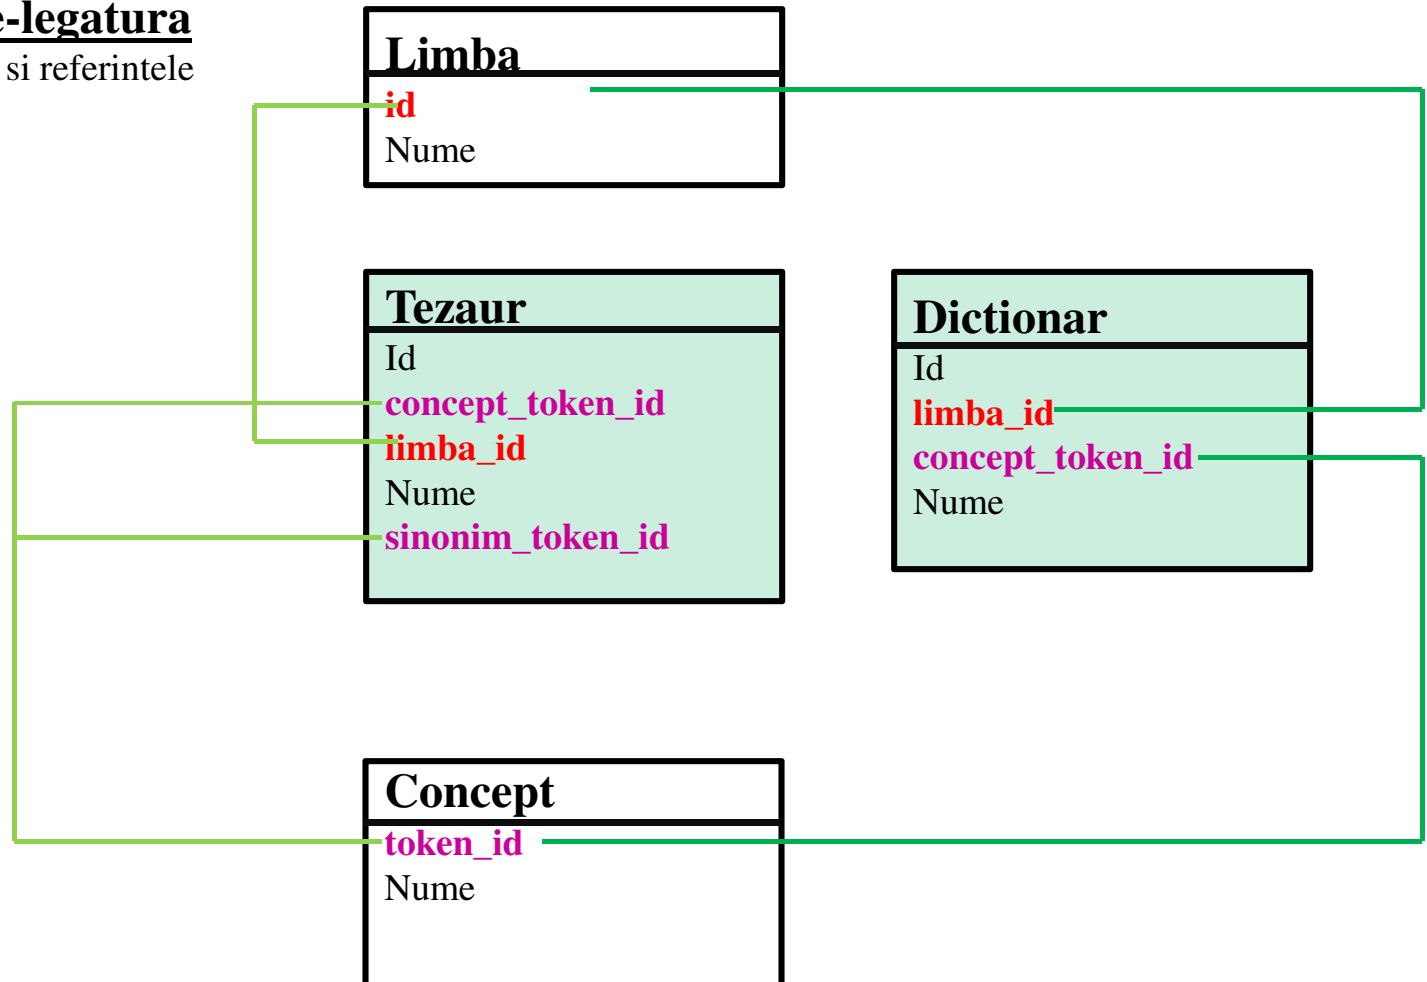 e-legatura
si referintele
Limba
id
Nume
Tezaur
Id
concept_token_id
limba_id
Nume
sinonim_token_id
Dictionar
Id
limba_id
concept_token_id
Nume
Concept
token_id
Nume